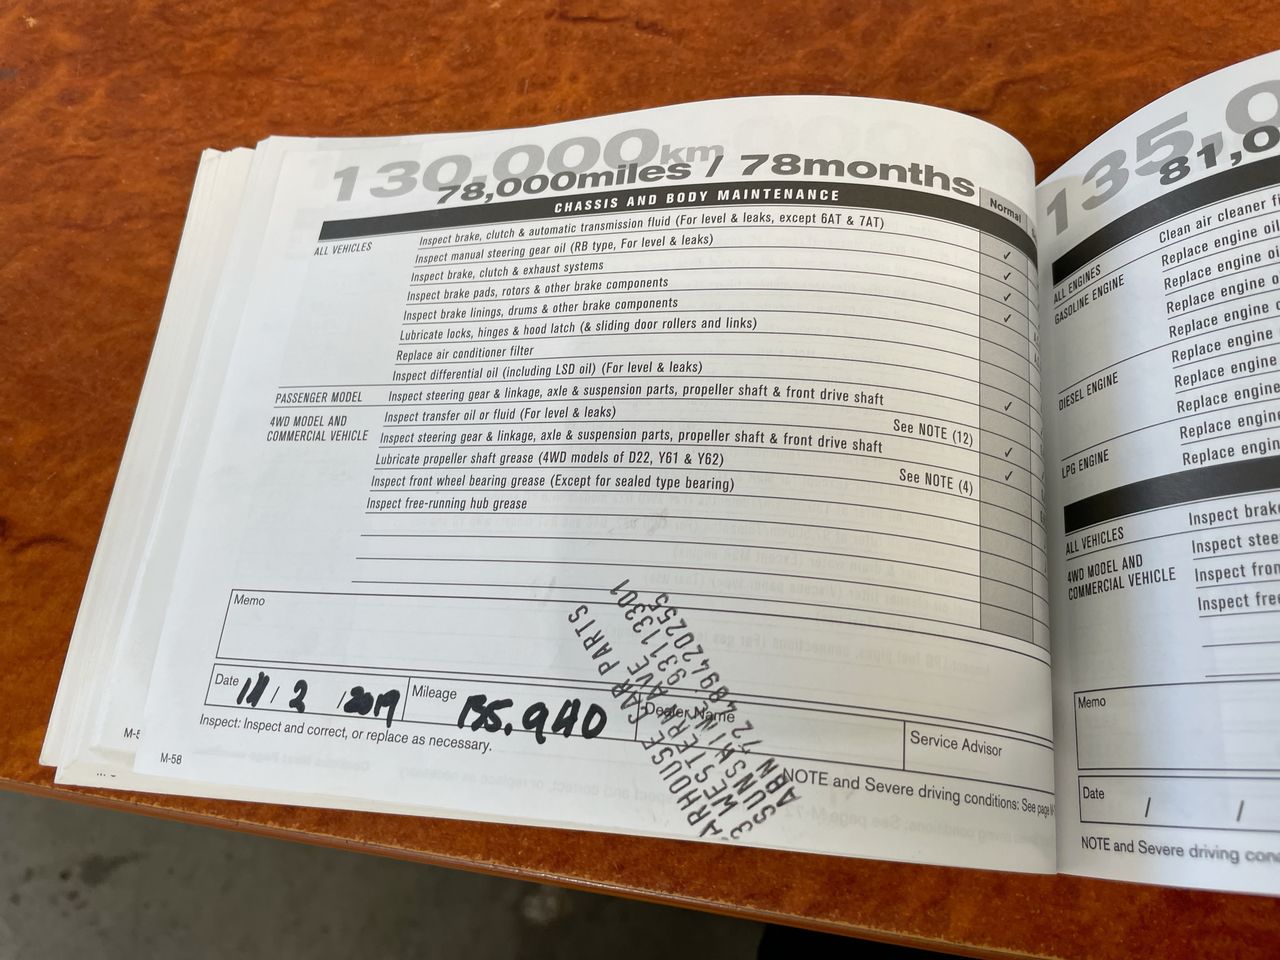 130,000km
78,000miles / 78months
CHASSIS AND BODY MAINTENANCE
Normal
ALL VEHICLES
Inspect brake, clutch & automatic transmission fluid (For level & leaks, except 6AT & 7AT)
Inspect manual steering gear oil (RB type, For level & leaks) ✓
Inspect brake, clutch & exhaust systems ✓
Inspect brake pads, rotors & other brake components ✓
Inspect brake linings, drums & other brake components ✓
Lubricate locks, hinges & hood latch (& sliding door rollers and links)
Replace air conditioner filter
Inspect differential oil (including LSD oil) (For level & leaks)
PASSENGER MODEL
Inspect steering gear & linkage, axle & suspension parts, propeller shaft & front drive shaft ✓
4WD MODEL AND
COMMERCIAL VEHICLE
Inspect transfer oil or fluid (For level & leaks) See NOTE (12)
Inspect steering gear & linkage, axle & suspension parts, propeller shaft & front drive shaft ✓
Lubricate propeller shaft grease (4WD models of D22, Y61 & Y62) ✓
Inspect front wheel bearing grease (Except for sealed type bearing) See NOTE (4)
Inspect free-running hub grease
Memo
Date / 2 / 2019
Mileage 135.940
Dealer Name
Service Advisor
CAR PARTS
WESTERN AVE
SUNSHINE 93113301
ABN 72489420255
Inspect: Inspect and correct, or replace as necessary.
NOTE and Severe driving conditions: See page
M-58
135,0
81,0
Clean air cleaner
ALL ENGINES
GASOLINE ENGINE
Replace engine oil
Replace engine oi
Replace engine
Replace engine
Replace engine
DIESEL ENGINE
Replace engine
Replace engine
Replace engine
LPG ENGINE
Replace engine
Replace engin
ALL VEHICLES
Inspect brak
Inspect stee
4WD MODEL AND
COMMERCIAL VEHICLE
Inspect fron
Inspect free
Memo
Date / /
NOTE and Severe driving